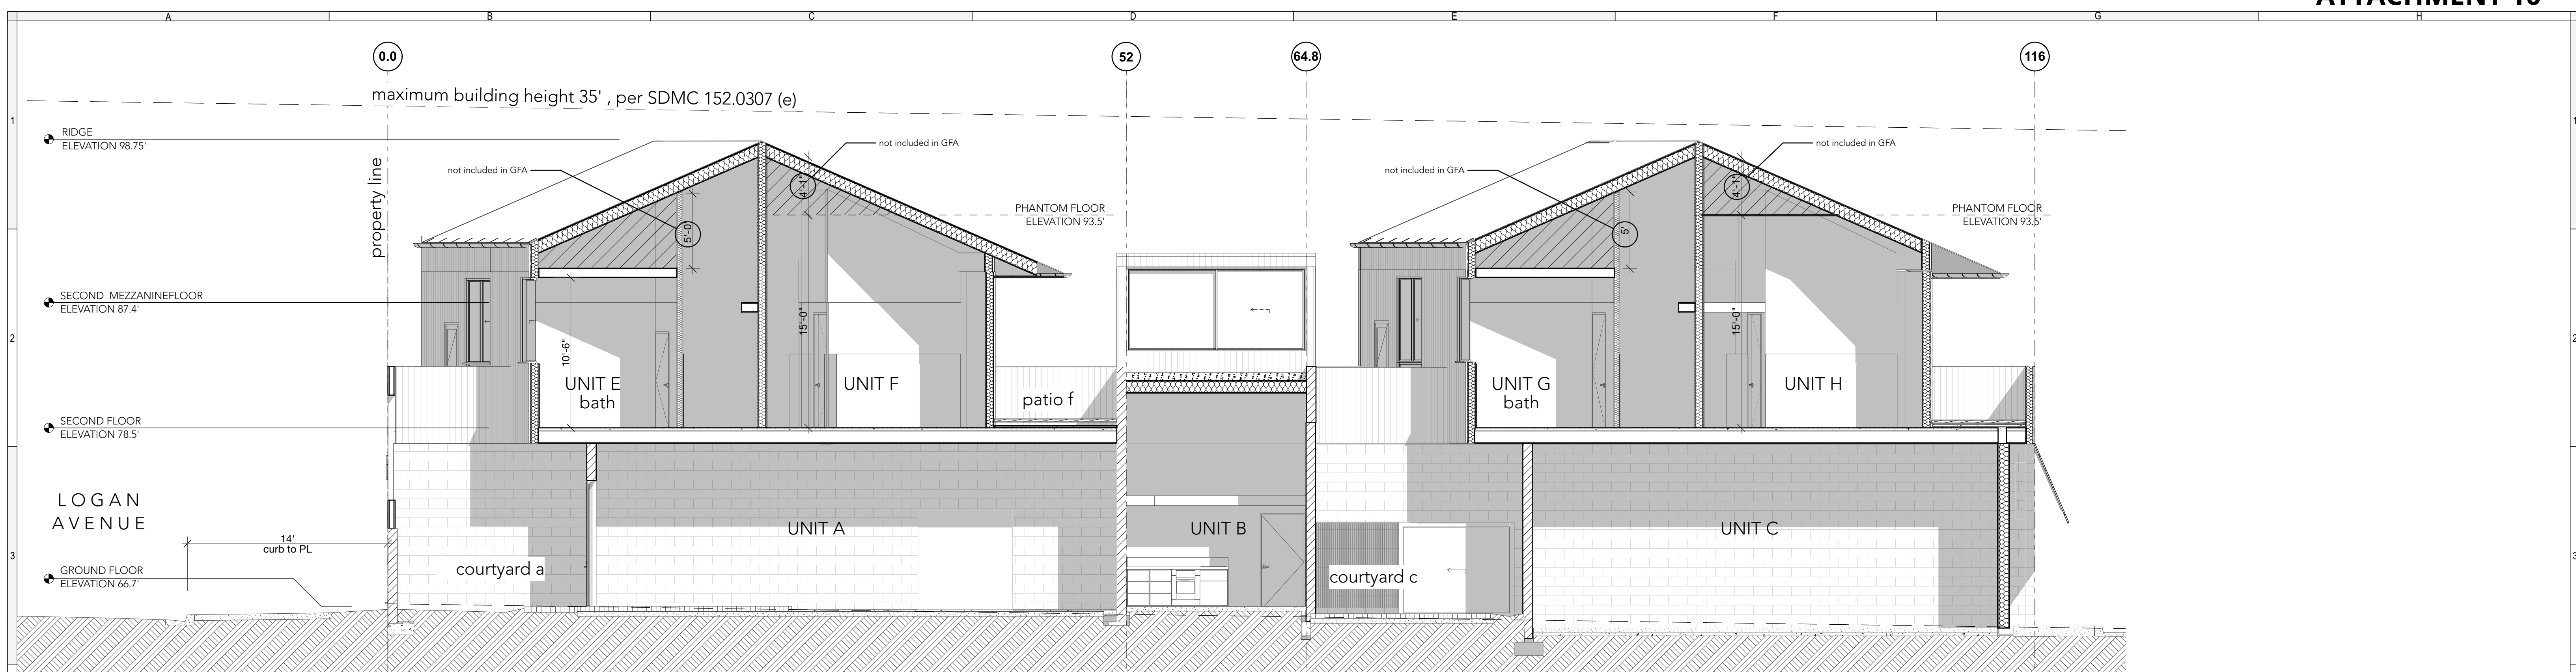 ATTACHMENT 10
A B C D E F G H
0.0 52 64.8 116
maximum building height 35' , per SDMC 152.0307 (e)
1
1
RIDGE
ELEVATION 98.75'
property line
not included in GFA
not included in GFA
4'-1"
5'-0"
PHANTOM FLOOR
ELEVATION 93.5'
not included in GFA
not included in GFA
4'-1"
5'
PHANTOM FLOOR
ELEVATION 93.5'
SECOND MEZZANINEFLOOR
ELEVATION 87.4'
2
2
10'-6"
15'-0"
15'-0"
UNIT E
bath
UNIT F
patio f
UNIT G
bath
UNIT H
SECOND FLOOR
ELEVATION 78.5'
LOGAN
AVENUE
UNIT A
UNIT B
UNIT C
14'
curb to PL
3
3
courtyard a
courtyard c
GROUND FLOOR
ELEVATION 66.7'